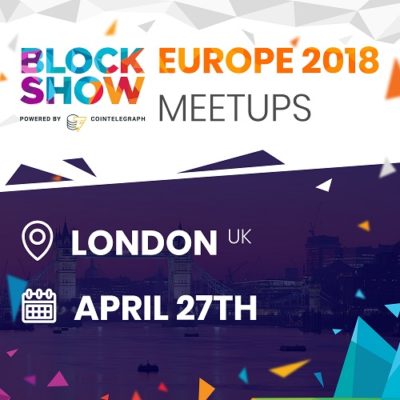 BLOCK
SHOW
POWERED BY COINTELEGRAPH
EUROPE 2018
MEETUPS
LONDON UK
APRIL 27TH